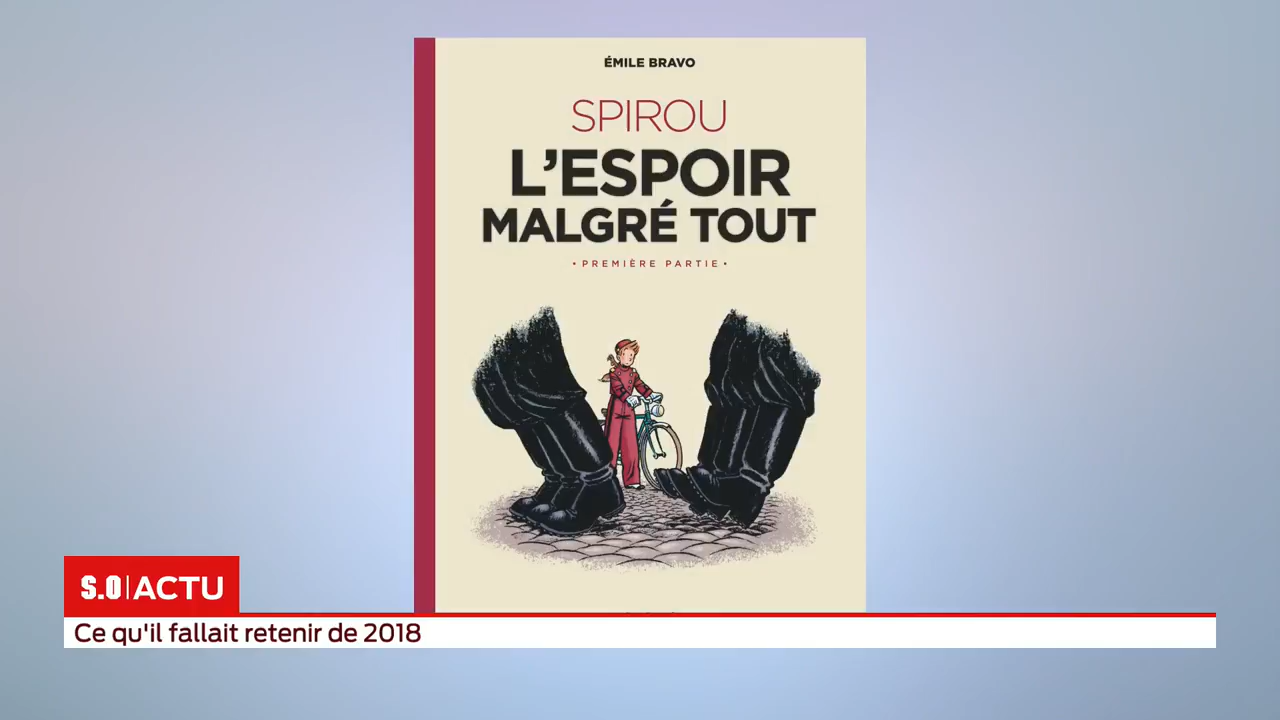 ÉMILE BRAVO
SPIROU
L'ESPOIR
MALGRÉ TOUT
• PREMIÈRE PARTIE •
S.O ACTU
Ce qu'il fallait retenir de 2018